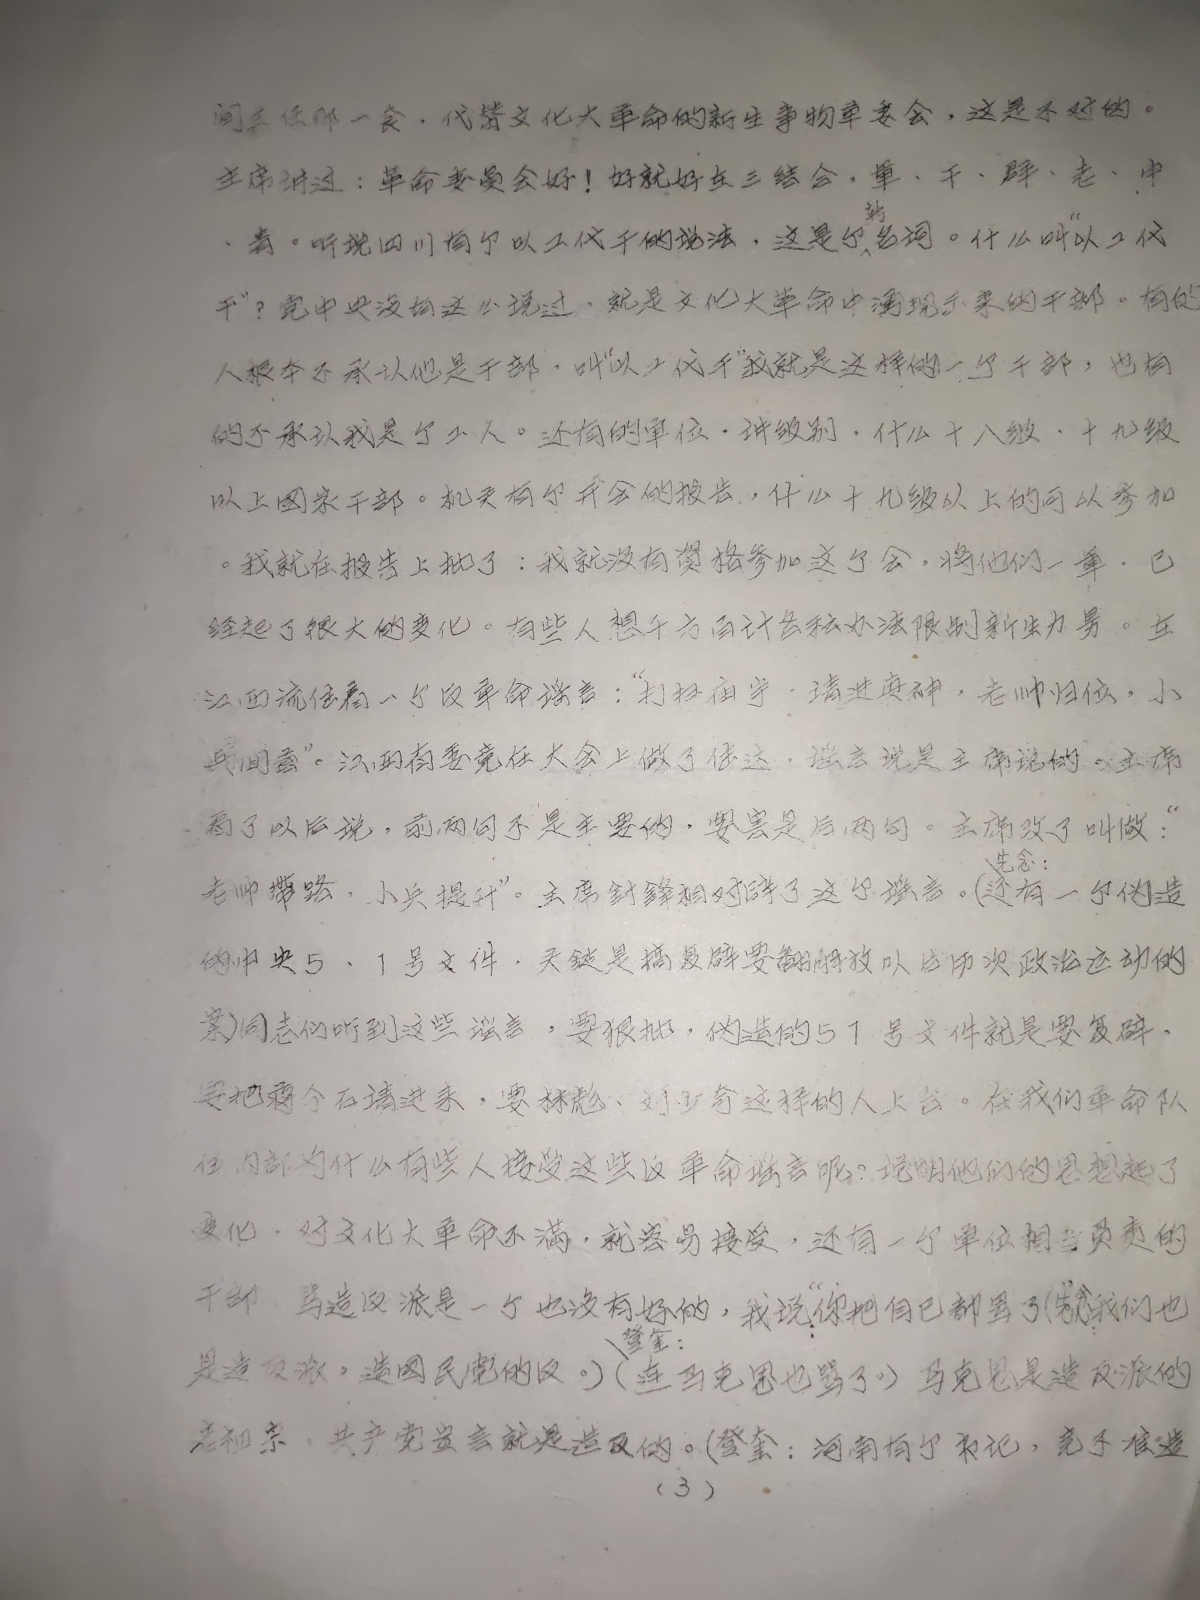 间主任那一套，代替文化大革命的新生事物革委会，这是不对的。
主席讲过：革命委员会好！好就好在三结合，军、干、群、老、中
、青。听说四川有个以工代干的说法，这是个新名词。什么叫“以工代
干”？党中央没有这么说过，就是文化大革命中涌现出来的干部。有的
人根本不承认他是干部，叫“以工代干”我就是这样的一个干部，也有
的不承认我是个工人。还有的单位，讲级别，什么十八级、十九级
以上国家干部。机关有个开会的报告，什么十九级以上的可以参加
。我就在报告上批了：我就没有资格参加这个会，将他们一军，已
经起了很大的变化。有些人想千方百计各种办法限制新生力量。在
江西流传着一个反革命谣言：“打扫庙宇，请进真神，老帅归位，小
兵回营”。江西省委竟在大会上做了传达，谣言说是主席说的。主席
看了以后说，前两句不是主要的，要害是后两句。主席改了叫做：“
老帅带路，小兵提升”。主席针锋相对辟了这个谣言。（先念：还有一个伪造
的中央５、１号文件，关键是搞复辟要翻解放以后历次政治运动的
案）同志们听到这些谣言，要狠批，伪造的５１号文件就是要复辟，
要把蒋介石请进来，要林彪、刘少奇这样的人上台。在我们革命队
伍内部为什么有些人接受这些反革命谣言呢？说明他们的思想起了
变化，对文化大革命不满，就容易接受，还有一个单位相当负责的
干部，骂造反派是一个也没有好的，我说“你把自己都骂了（先念：我们也
是造反派，造国民党的反。）（登奎：连马克思也骂了。）马克思是造反派的
老祖宗，共产党宣言就是造反的。（登奎：河南有个书记，竟不准造
（３）